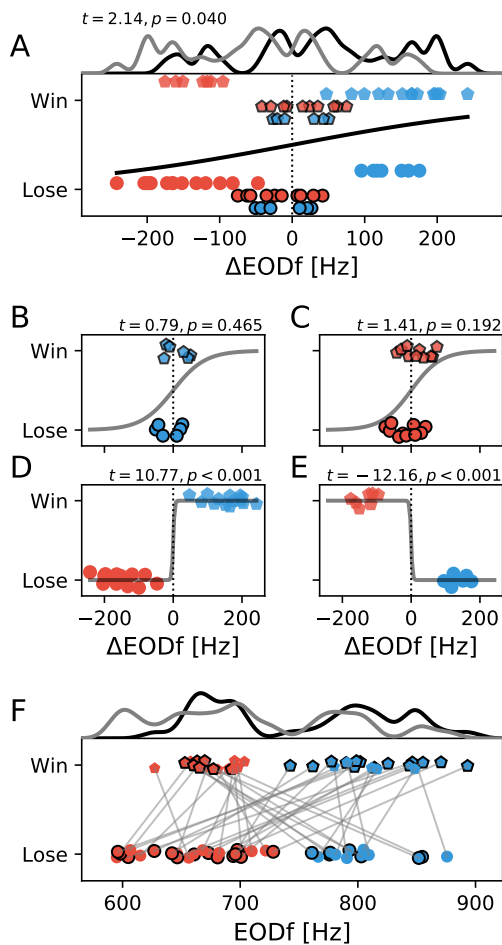 t = 2.14, p = 0.040
A
Win
Lose
−200 −100 0 100 200
ΔEODf [Hz]
B
t = 0.79, p = 0.465
Win
Lose
C
t = 1.41, p = 0.192
D
t = 10.77, p < 0.001
Win
Lose
−200 0 200
ΔEODf [Hz]
E
t = −12.16, p < 0.001
−200 0 200
ΔEODf [Hz]
F
Win
Lose
600 700 800 900
EODf [Hz]